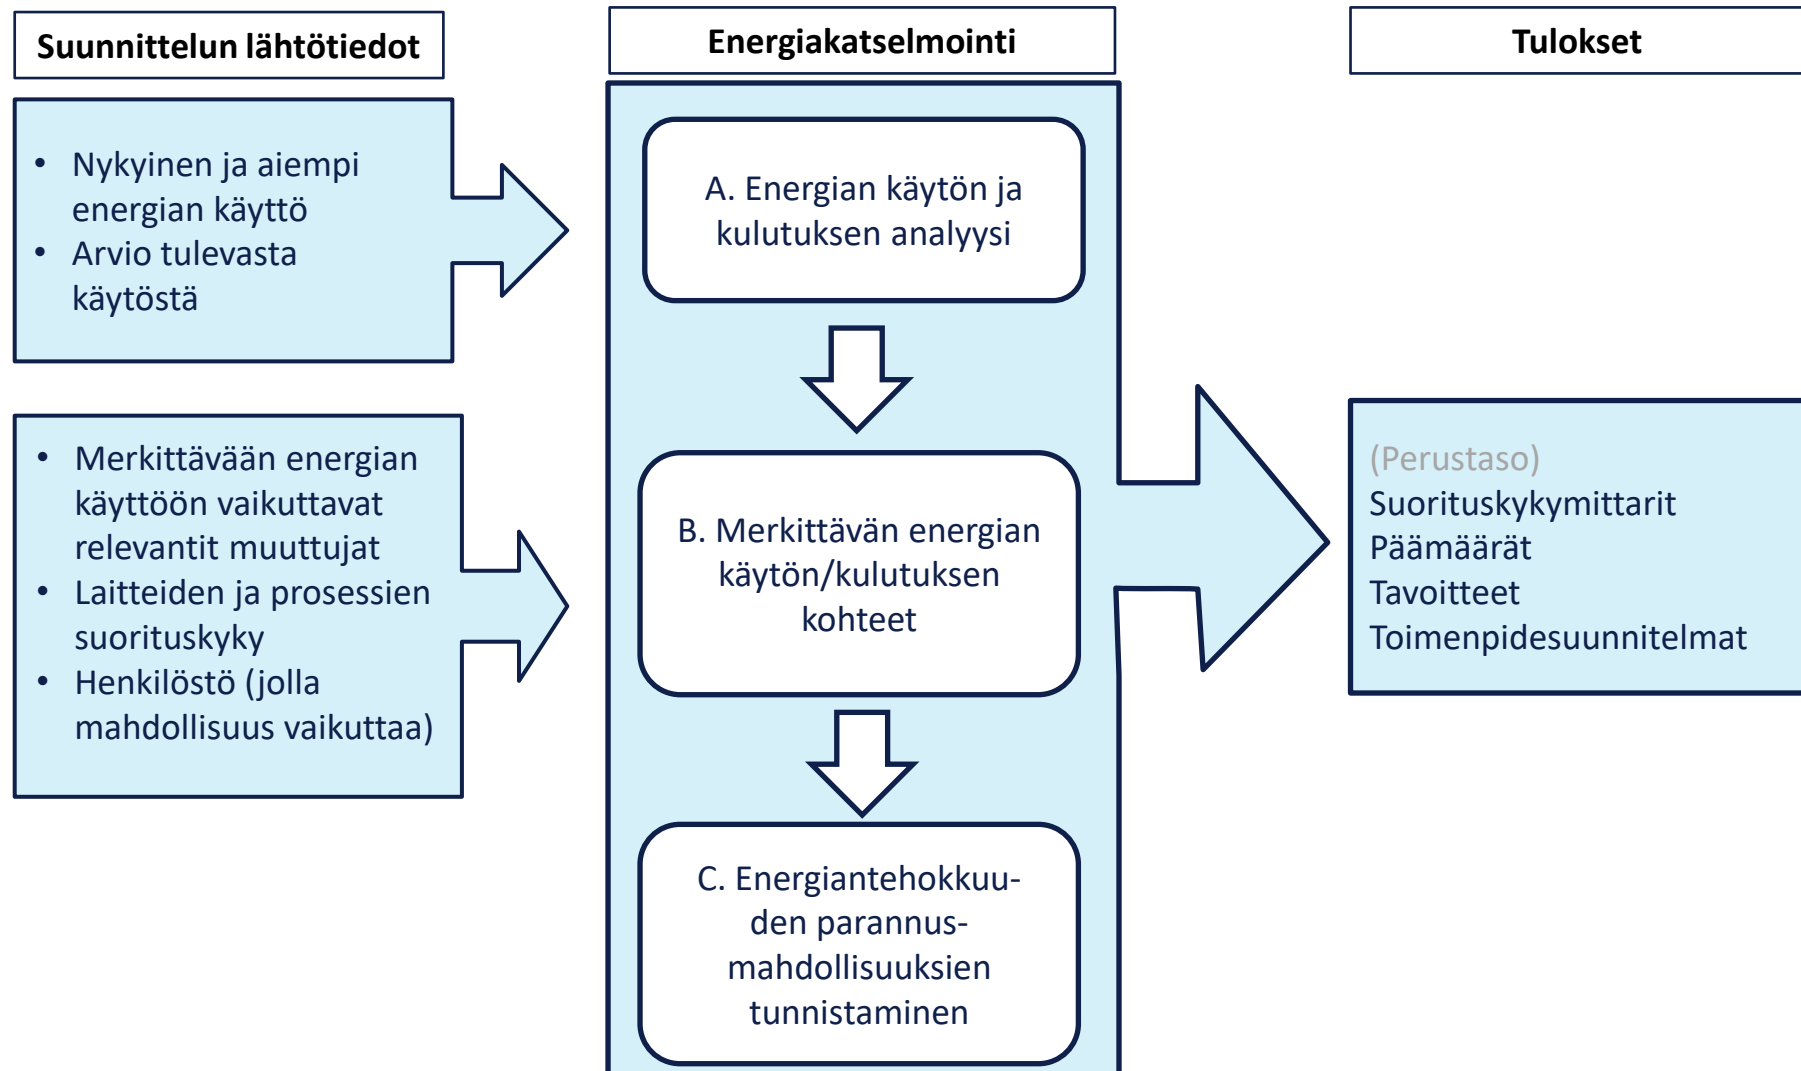 Suunnittelun lähtötiedot
• Nykyinen ja aiempi
energian käyttö
• Arvio tulevasta
käytöstä
• Merkittävään energian
käyttöön vaikuttavat
relevantit muuttujat
• Laitteiden ja prosessien
suorituskyky
• Henkilöstö (jolla
mahdollisuus vaikuttaa)
Energiakatselmointi
A. Energian käytön ja
kulutuksen analyysi
B. Merkittävän energian
käytön/kulutuksen
kohteet
C. Energiantehokkuu-
den parannus-
mahdollisuuksien
tunnistaminen
Tulokset
(Perustaso)
Suorituskykymittarit
Päämäärät
Tavoitteet
Toimenpidesuunnitelmat